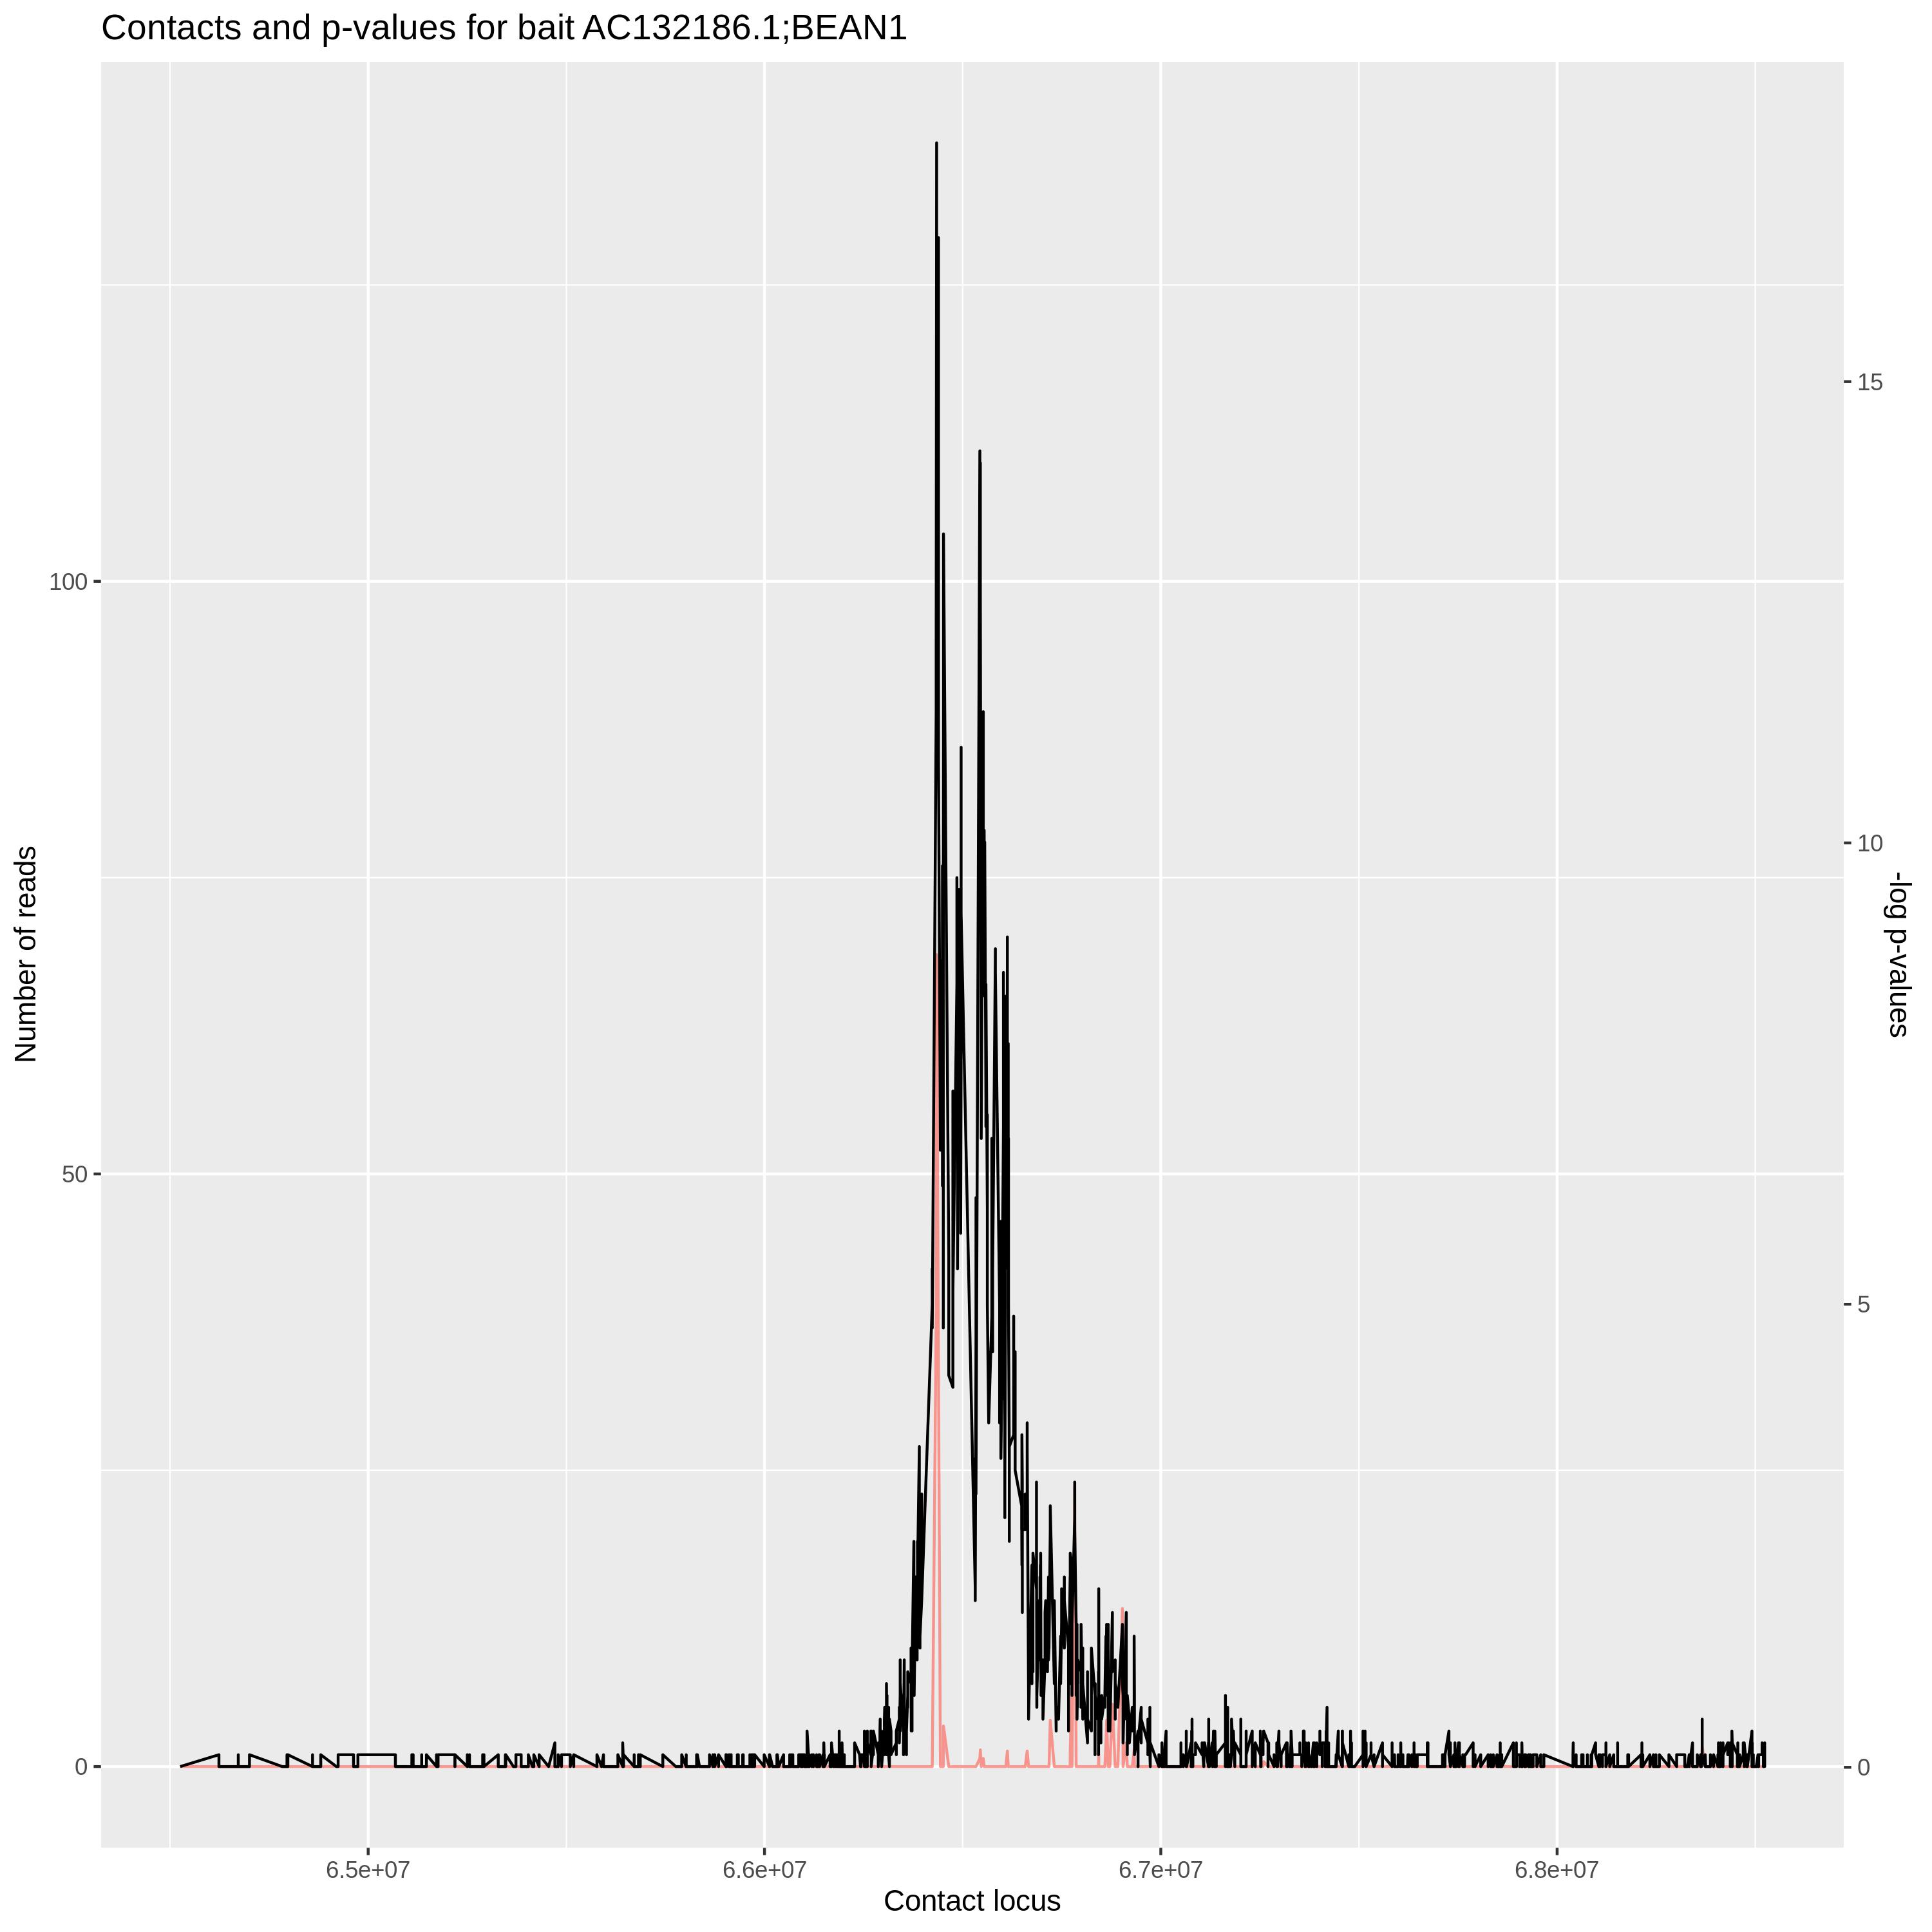 Contacts and p-values for bait AC132186.1;BEAN1
Number of reads
100
50
0
15
10
5
0
-log p-values
6.5e+07 6.6e+07 6.7e+07 6.8e+07
Contact locus